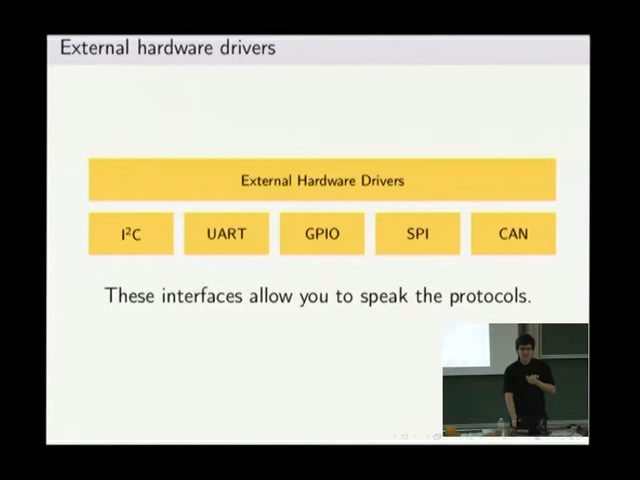 External hardware drivers
External Hardware Drivers
I²C UART GPIO SPI CAN
These interfaces allow you to speak the protocols.